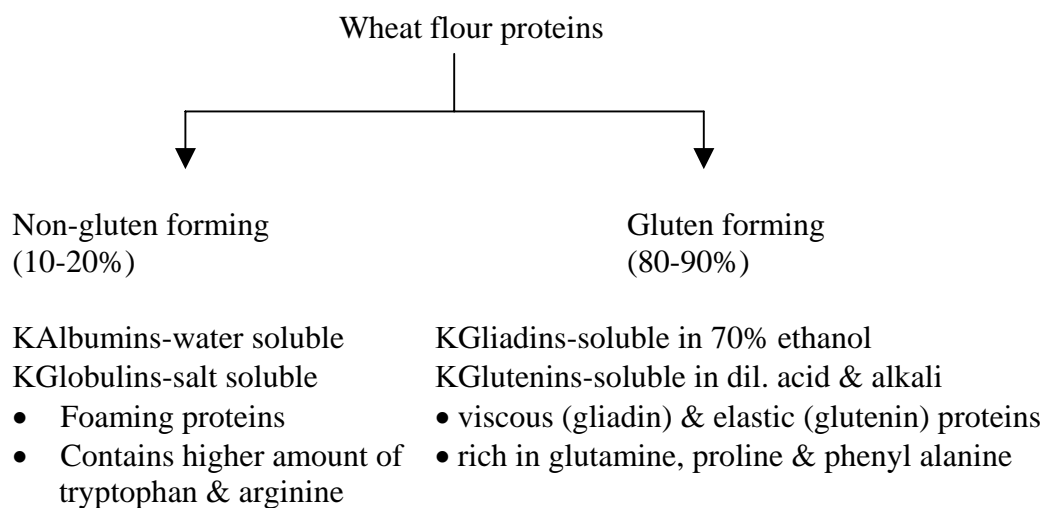 Wheat flour proteins
Non-gluten forming
(10-20%)
KAlbumins-water soluble
KGlobulins-salt soluble
• Foaming proteins
• Contains higher amount of
tryptophan & arginine
Gluten forming
(80-90%)
KGliadins-soluble in 70% ethanol
KGlutenins-soluble in dil. acid & alkali
• viscous (gliadin) & elastic (glutenin) proteins
• rich in glutamine, proline & phenyl alanine